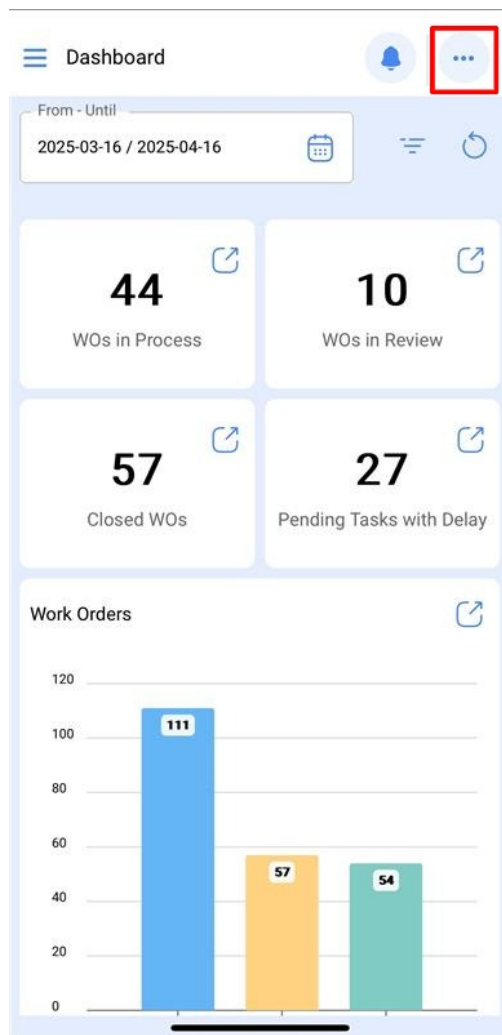 Dashboard
From - Until
2025-03-16 / 2025-04-16
44
WOs in Process
10
WOs in Review
57
Closed WOs
27
Pending Tasks with Delay
Work Orders
120
100
80
60
40
20
0
111
57
54